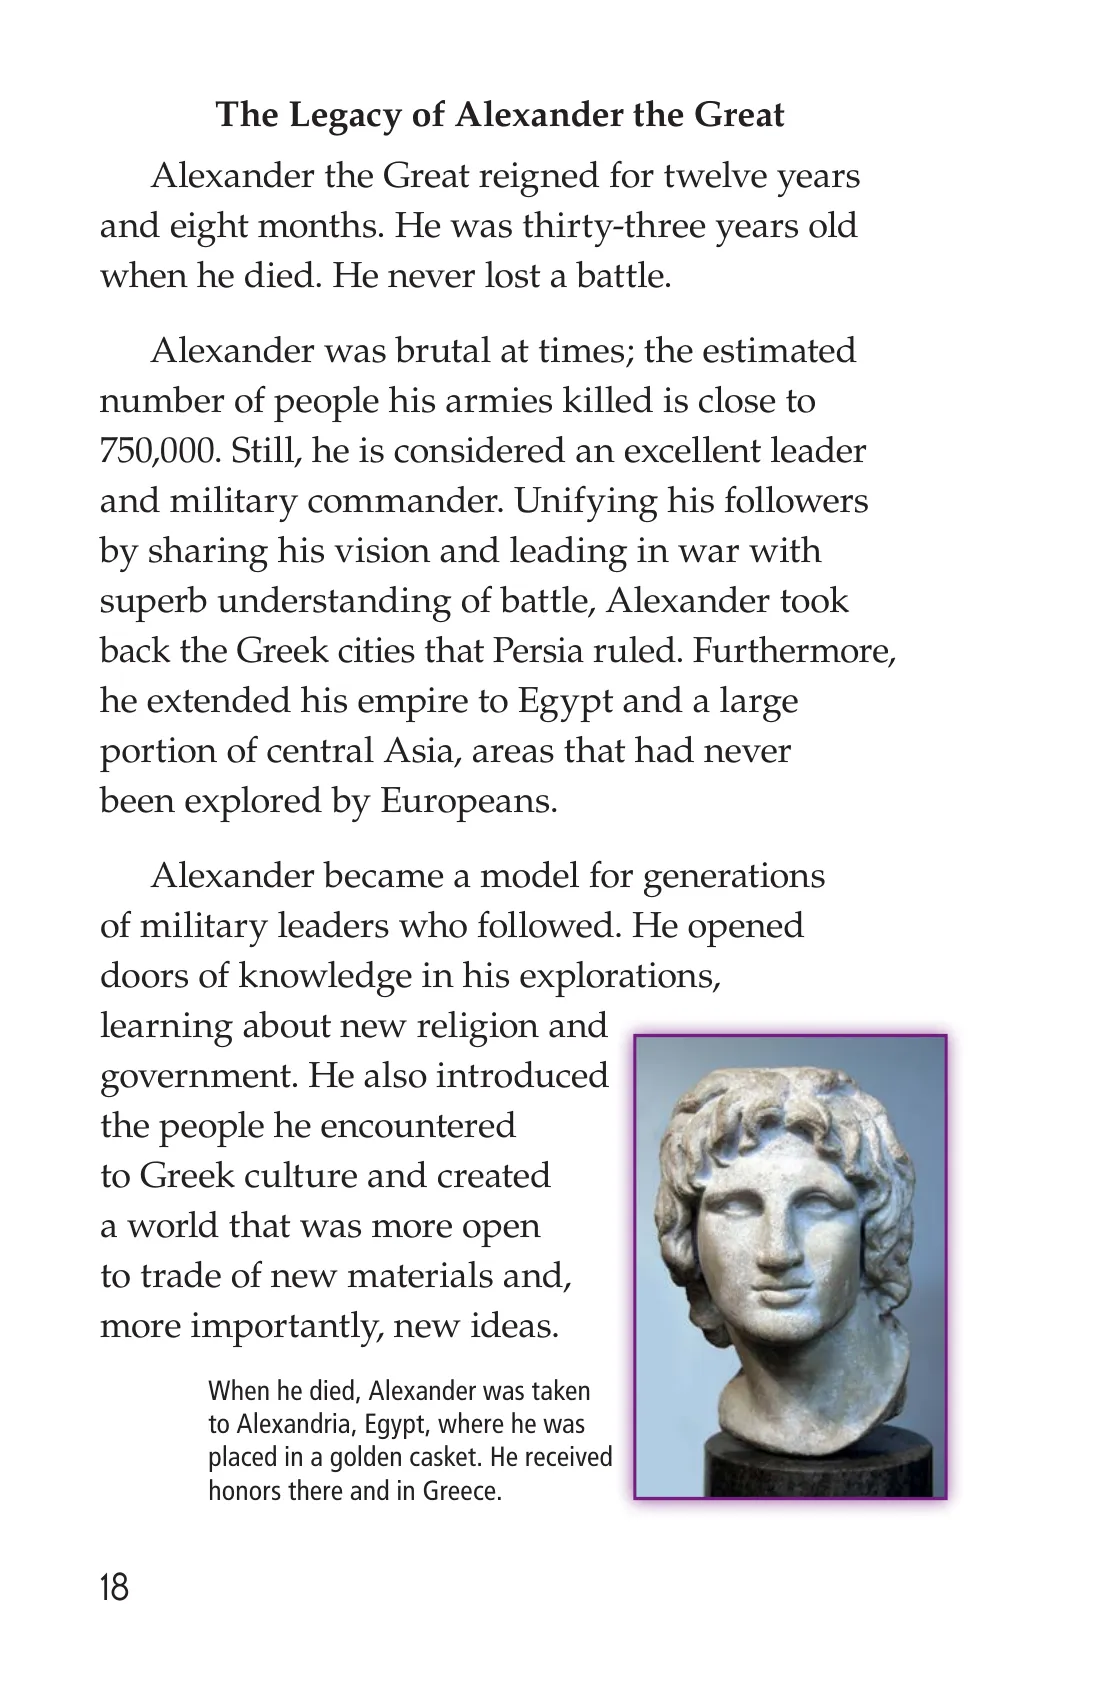 The Legacy of Alexander the Great
Alexander the Great reigned for twelve years
and eight months. He was thirty-three years old
when he died. He never lost a battle.
Alexander was brutal at times; the estimated
number of people his armies killed is close to
750,000. Still, he is considered an excellent leader
and military commander. Unifying his followers
by sharing his vision and leading in war with
superb understanding of battle, Alexander took
back the Greek cities that Persia ruled. Furthermore,
he extended his empire to Egypt and a large
portion of central Asia, areas that had never
been explored by Europeans.
Alexander became a model for generations
of military leaders who followed. He opened
doors of knowledge in his explorations,
learning about new religion and
government. He also introduced
the people he encountered
to Greek culture and created
a world that was more open
to trade of new materials and,
more importantly, new ideas.
When he died, Alexander was taken
to Alexandria, Egypt, where he was
placed in a golden casket. He received
honors there and in Greece.
18